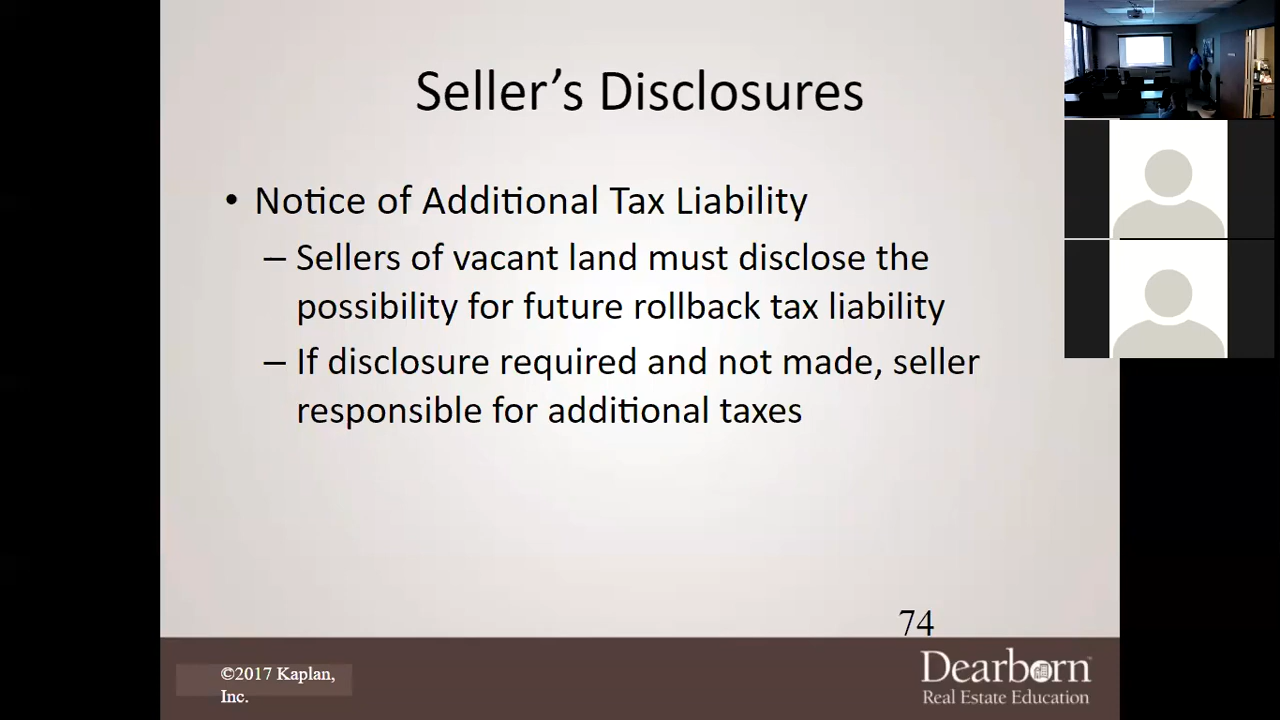 Seller’s Disclosures
• Notice of Additional Tax Liability
– Sellers of vacant land must disclose the
possibility for future rollback tax liability
– If disclosure required and not made, seller
responsible for additional taxes
74
©2017 Kaplan,
Inc.
Dearborn™
Real Estate Education